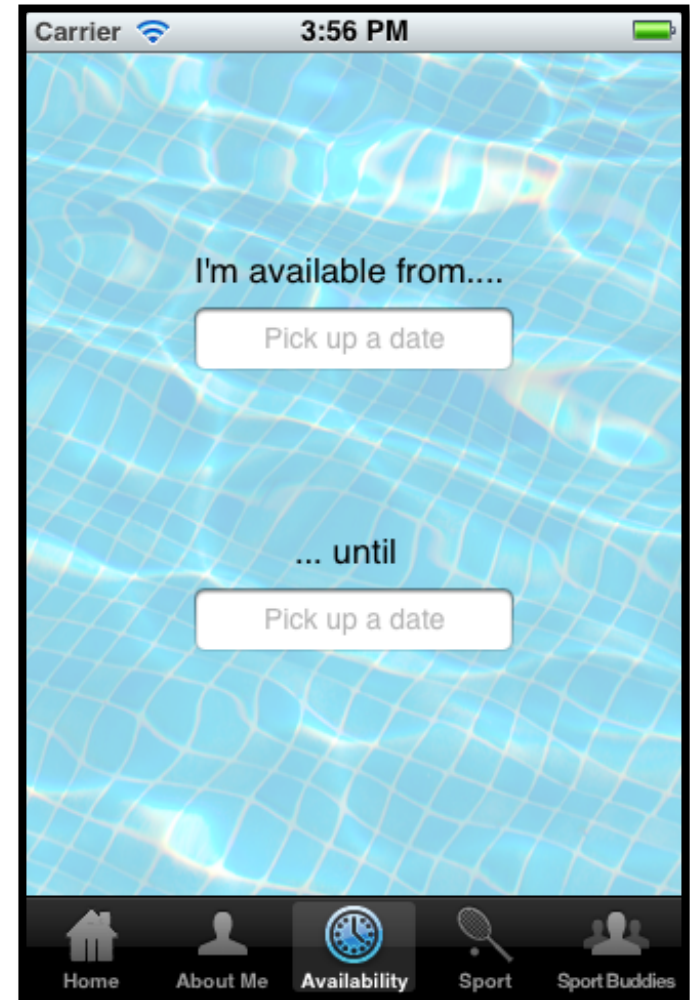 Carrier 3:56 PM
I'm available from....
Pick up a date
... until
Pick up a date
Home About Me Availability Sport Sport Buddies